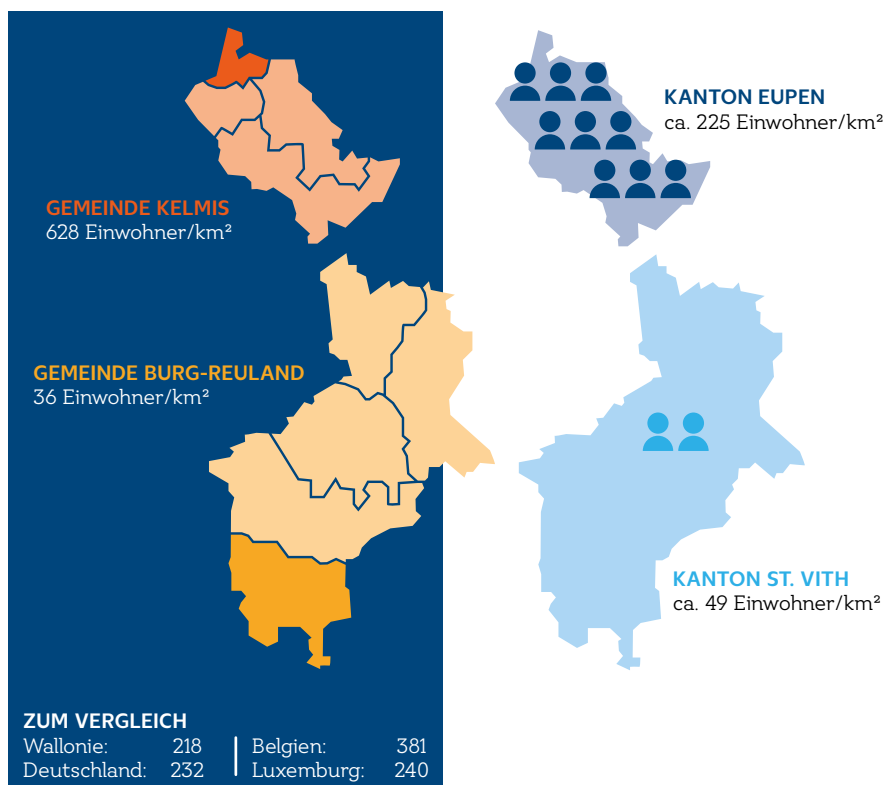 KANTON EUPEN
ca. 225 Einwohner/km²
GEMEINDE KELMIS
628 Einwohner/km²
GEMEINDE BURG-REULAND
36 Einwohner/km²
KANTON ST. VITH
ca. 49 Einwohner/km²
ZUM VERGLEICH
Wallonie: 218 | Belgien: 381
Deutschland: 232 | Luxemburg: 240